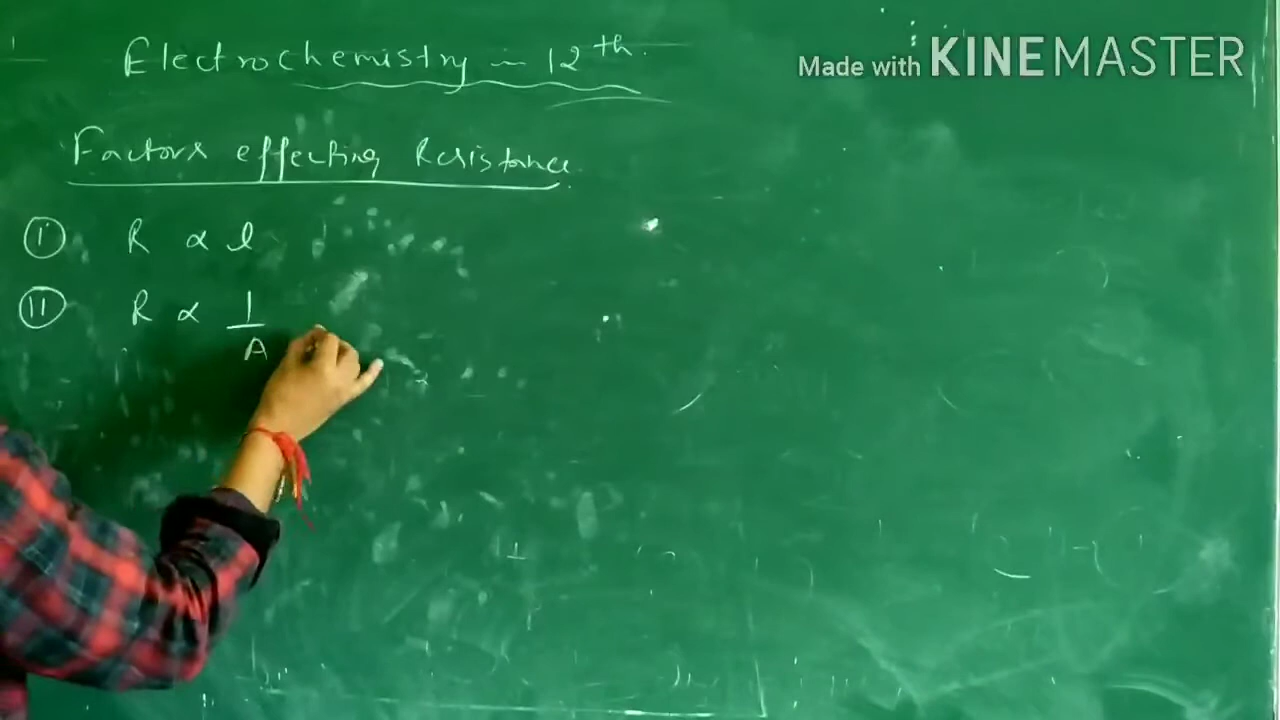 Electrochemistry - 12th.
Made with KINEMASTER
Factors effecting Resistance.
(i) R ∝ l
(ii) R ∝ 1/A